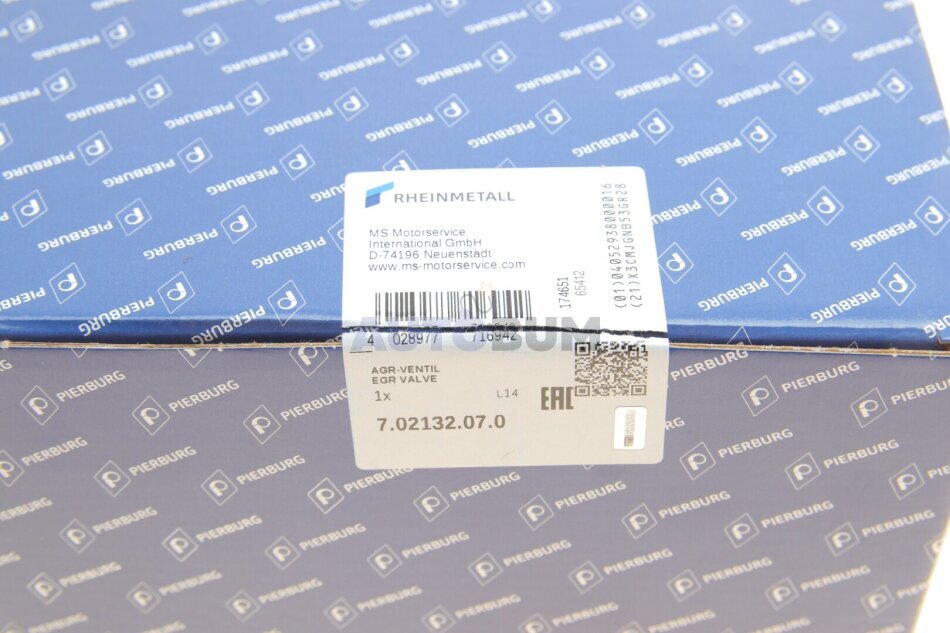 RHEINMETALL
MS Motorservice
International GmbH
D-74196 Neuenstadt
www.ms-motorservice.com
174651
65412
(01)04052938000016
(21)X3CMJGNB53GR28
4 028977 716942
AUTOBUM
AGR-VENTIL
EGR VALVE
1x
L14
EAC
7.02132.07.0
PIERBURG